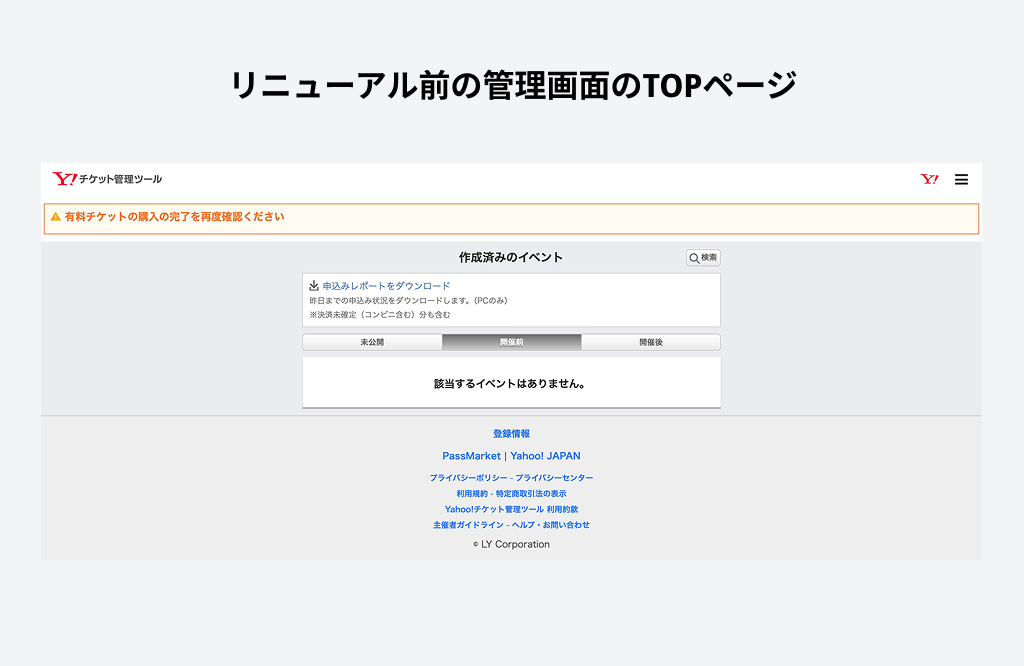 リニューアル前の管理画面のTOPページ
Y! チケット管理ツール
Y!
有料チケットの購入の完了を再度確認ください
作成済みのイベント
検索
申込みレポートをダウンロード
昨日までの申込み状況をダウンロードします。(PCのみ)
※決済未確定（コンビニ含む）分も含む
未公開
開催前
開催後
該当するイベントはありません。
登録情報
PassMarket | Yahoo! JAPAN
プライバシーポリシー - プライバシーセンター
利用規約 - 特定商取引法の表示
Yahoo!チケット管理ツール 利用約款
主催者ガイドライン - ヘルプ・お問い合わせ
© LY Corporation